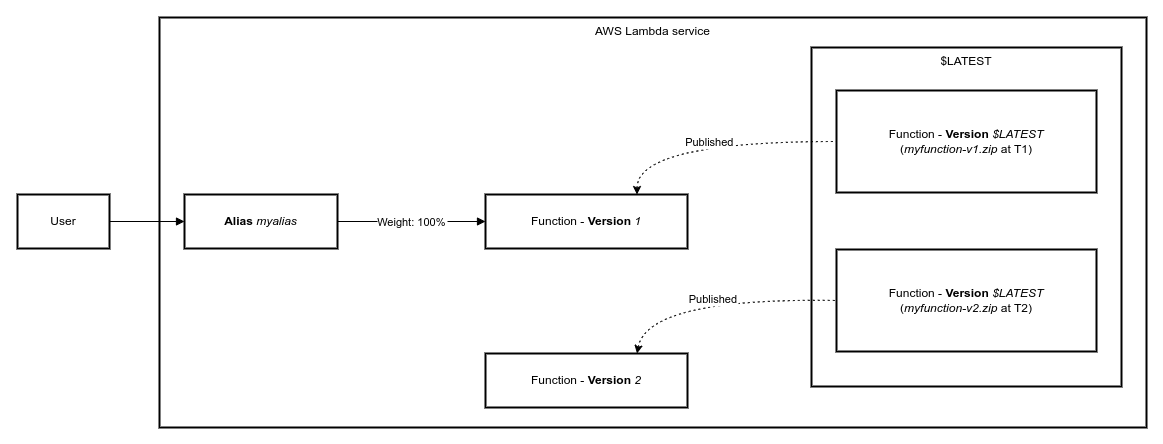 AWS Lambda service
$LATEST
Function - Version $LATEST
(myfunction-v1.zip at T1)
Published
User
Alias myalias
Weight: 100%
Function - Version 1
Function - Version $LATEST
(myfunction-v2.zip at T2)
Published
Function - Version 2